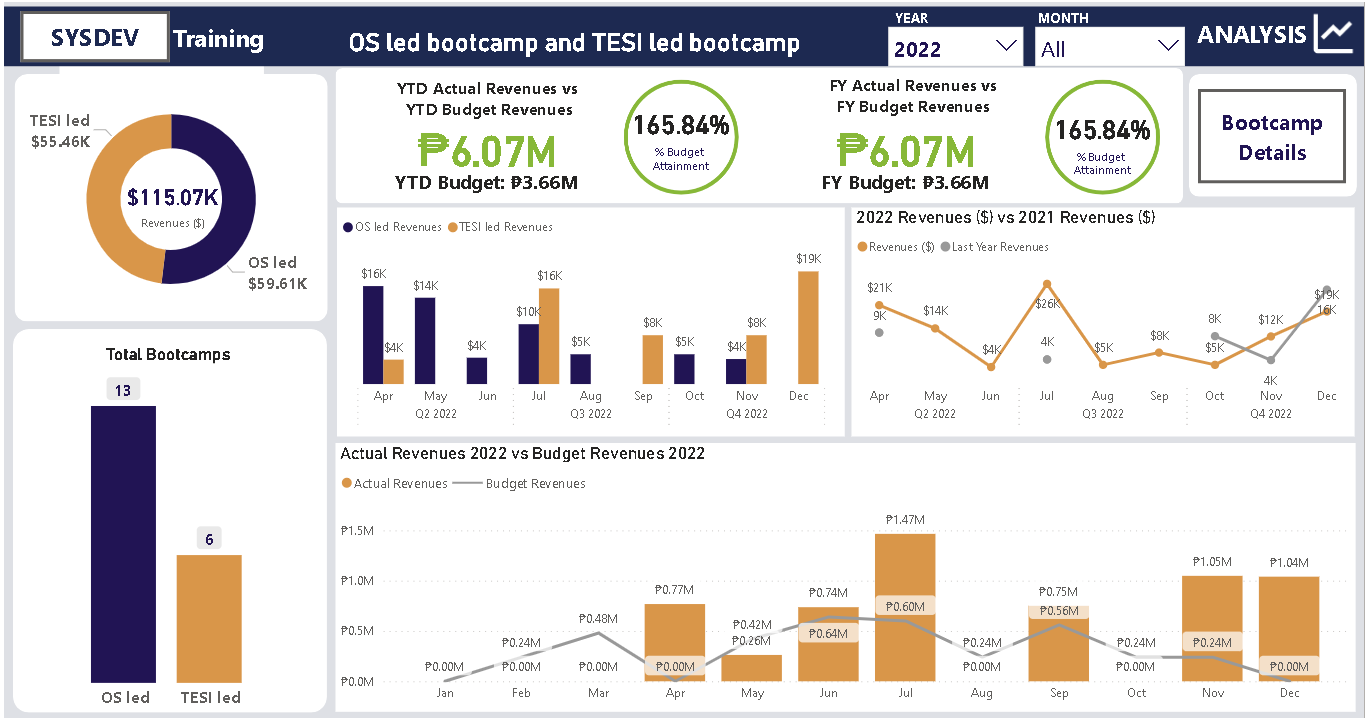 SYSDEV Training
OS led bootcamp and TESI led bootcamp
YEAR
2022
MONTH
All
ANALYSIS
TESI led
$55.46K
$115.07K
Revenues ($)
OS led
$59.61K
YTD Actual Revenues vs
YTD Budget Revenues
₱6.07M
YTD Budget: ₱3.66M
165.84%
% Budget
Attainment
FY Actual Revenues vs
FY Budget Revenues
₱6.07M
FY Budget: ₱3.66M
165.84%
% Budget
Attainment
Bootcamp
Details
Total Bootcamps
13
6
OS led TESI led
OS led Revenues TESI led Revenues
$16K $4K $14K $4K $10K $16K $5K $8K $5K $4K $8K $19K
Apr May Jun Jul Aug Sep Oct Nov Dec
Q2 2022 Q3 2022 Q4 2022
2022 Revenues ($) vs 2021 Revenues ($)
Revenues ($) Last Year Revenues
$21K $14K $4K $26K $5K $8K $5K $12K $19K
9K 4K 8K 4K 16K
Apr May Jun Jul Aug Sep Oct Nov Dec
Q2 2022 Q3 2022 Q4 2022
Actual Revenues 2022 vs Budget Revenues 2022
Actual Revenues Budget Revenues
₱1.5M
₱1.0M
₱0.5M
₱0.0M
₱0.00M ₱0.00M ₱0.00M ₱0.77M ₱0.26M ₱0.74M ₱1.47M ₱0.00M ₱0.75M ₱0.00M ₱1.05M ₱1.04M
₱0.24M ₱0.48M ₱0.00M ₱0.42M ₱0.64M ₱0.60M ₱0.24M ₱0.56M ₱0.24M ₱0.24M ₱0.00M
Jan Feb Mar Apr May Jun Jul Aug Sep Oct Nov Dec